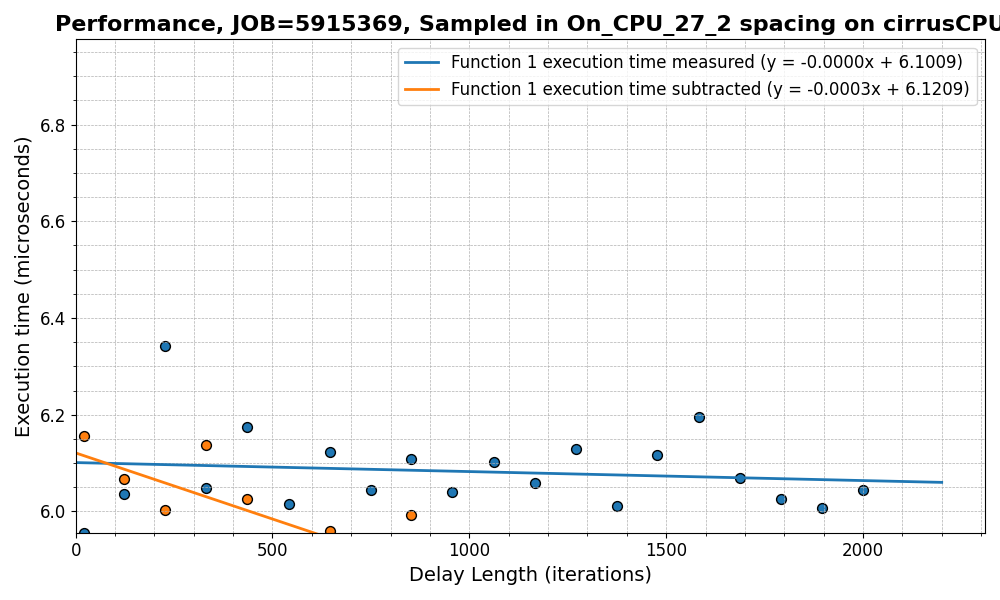 Performance, JOB=5915369, Sampled in On_CPU_27_2 spacing on cirrusCPU
Function 1 execution time measured (y = -0.0000x + 6.1009)
Function 1 execution time subtracted (y = -0.0003x + 6.1209)
Execution time (microseconds)
6.8
6.6
6.4
6.2
6.0
0 500 1000 1500 2000
Delay Length (iterations)